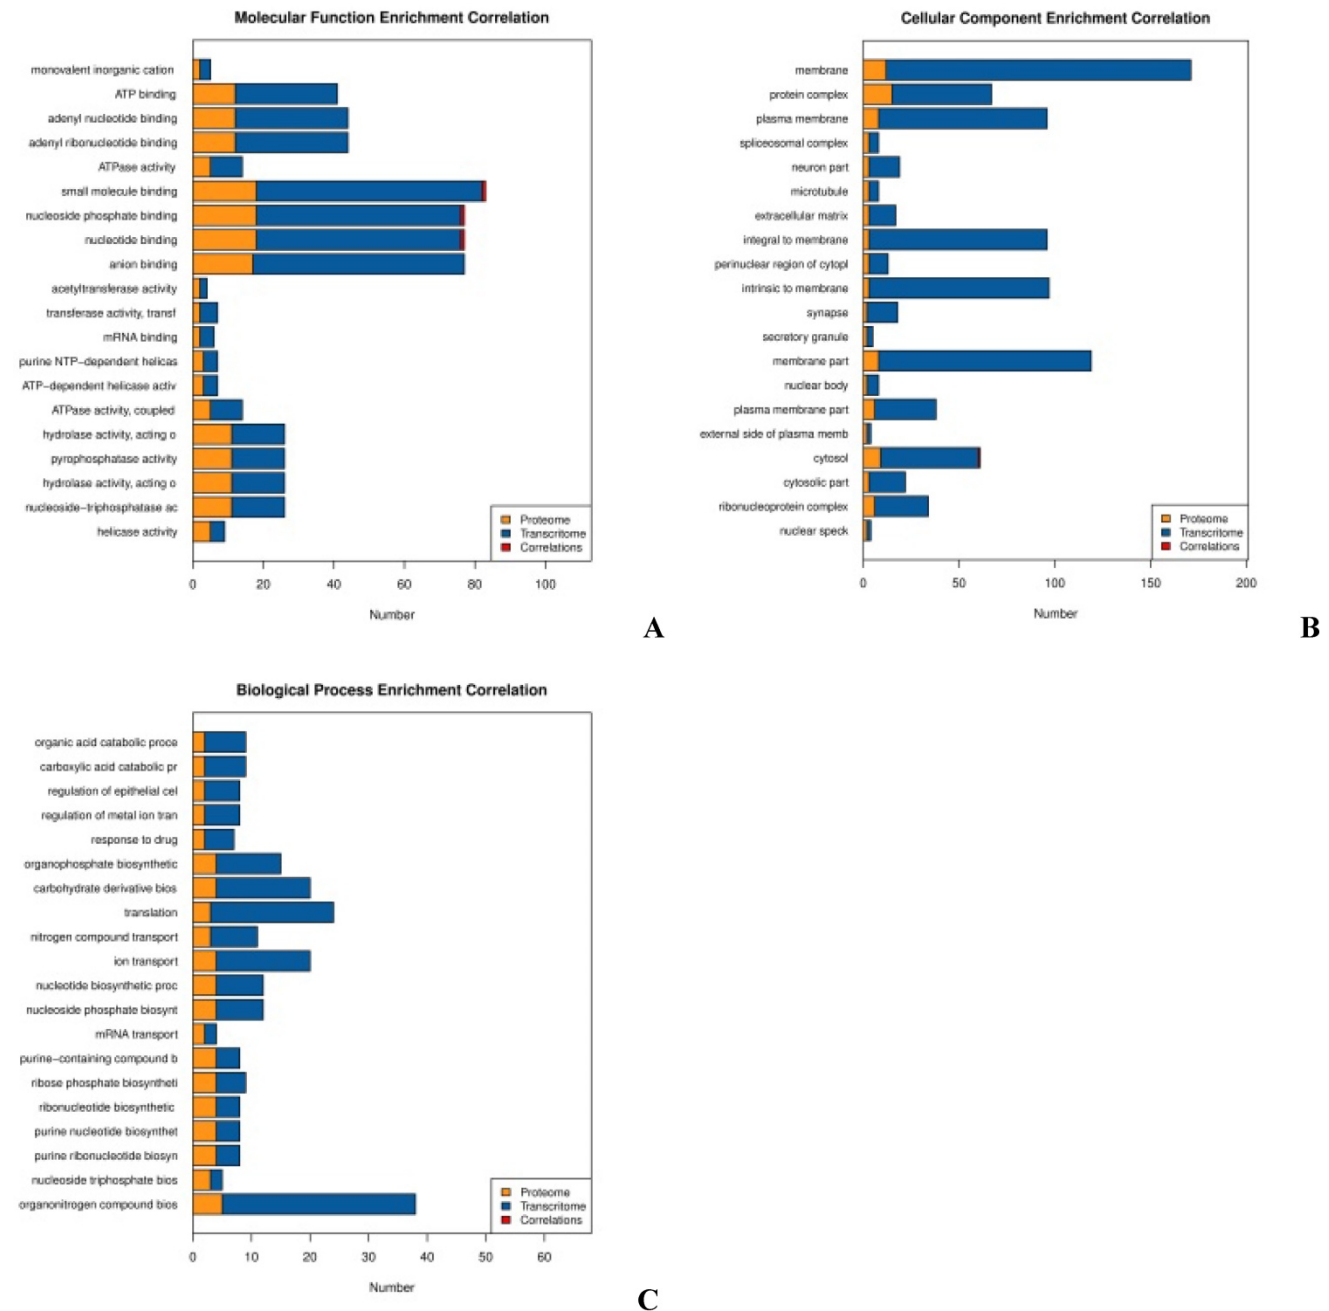 Molecular Function Enrichment Correlation
monovalent inorganic cation
ATP binding
adenyl nucleotide binding
adenyl ribonucleotide binding
ATPase activity
small molecule binding
nucleoside phosphate binding
nucleotide binding
anion binding
acetyltransferase activity
transferase activity, transf
mRNA binding
purine NTP−dependent helicas
ATP−dependent helicase activ
ATPase activity, coupled
hydrolase activity, acting o
pyrophosphatase activity
hydrolase activity, acting o
nucleoside−triphosphatase ac
helicase activity
Proteome
Transcritome
Correlations
0 20 40 60 80 100
Number
A
Cellular Component Enrichment Correlation
membrane
protein complex
plasma membrane
spliceosomal complex
neuron part
microtubule
extracellular matrix
integral to membrane
perinuclear region of cytopl
intrinsic to membrane
synapse
secretory granule
membrane part
nuclear body
plasma membrane part
external side of plasma memb
cytosol
cytosolic part
ribonucleoprotein complex
nuclear speck
Proteome
Transcritome
Correlations
0 50 100 150 200
Number
B
Biological Process Enrichment Correlation
organic acid catabolic proce
carboxylic acid catabolic pr
regulation of epithelial cel
regulation of metal ion tran
response to drug
organophosphate biosynthetic
carbohydrate derivative bios
translation
nitrogen compound transport
ion transport
nucleotide biosynthetic proc
nucleoside phosphate biosynt
mRNA transport
purine−containing compound b
ribose phosphate biosyntheti
ribonucleotide biosynthetic
purine nucleotide biosynthet
purine ribonucleotide biosyn
nucleoside triphosphate bios
organonitrogen compound bios
Proteome
Transcritome
Correlations
0 10 20 30 40 50 60
Number
C